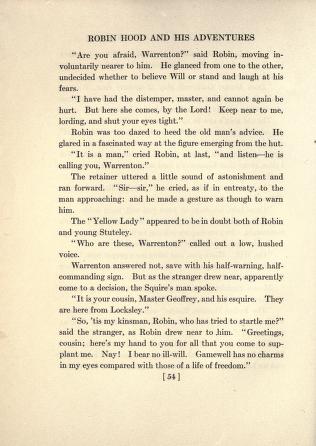 ROBIN HOOD AND HIS ADVENTURES
"Are you afraid, Warrenton?" said Robin, moving in-
voluntarily nearer to him. He glanced from one to the other,
undecided whether to believe Will or stand and laugh at his
fears.
"I have had the distemper, master, and cannot again be
hurt. But here she comes, by the Lord! Keep near to me,
lording, and shut your eyes tight."
Robin was too dazed to heed the old man's advice. He
glared in a fascinated way at the figure emerging from the hut.
"It is a man," cried Robin, at last, "and listen—he is
calling you, Warrenton."
The retainer uttered a little sound of astonishment and
ran forward. "Sir—sir," he cried, as if in entreaty, to the
man approaching: and he made a gesture as though to warn
him.
The "Yellow Lady" appeared to be in doubt both of Robin
and young Stuteley.
"Who are these, Warrenton?" called out a low, hushed
voice.
Warrenton answered not, save with his half-warning, half-
commanding sign. But as the stranger drew near, apparently
come to a decision, the Squire's man spoke.
"It is your cousin, Master Geoffrey, and his esquire. They
are here from Locksley."
"So, 'tis my kinsman, Robin, who has tried to startle me?"
said the stranger, as Robin drew near to him. "Greetings,
cousin; here's my hand to you for all that you come to sup-
plant me. Nay! I bear no ill-will. Gamewell has no charms
in my eyes compared with those of a life of freedom."
[ 54 ]